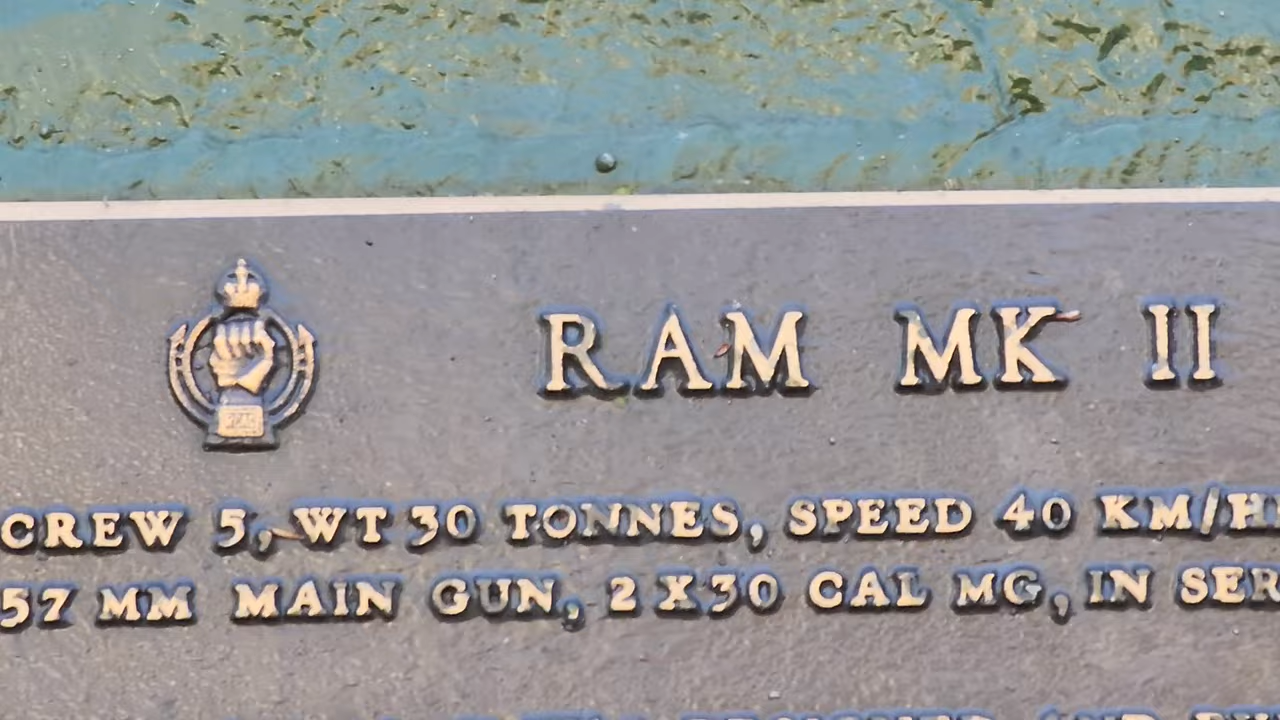 RAM MK II
CREW 5, WT 30 TONNES, SPEED 40 KM/H
57 MM MAIN GUN, 2 X 30 CAL MG, IN SER